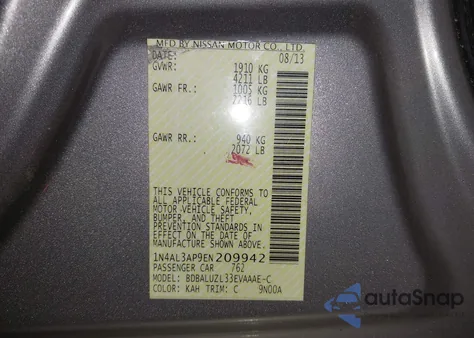 MFD BY NISSAN MOTOR CO., LTD.
DATE: 08/13
GVWR: 1910 KG
4211 LB
GAWR FR.: 1005 KG
2216 LB
GAWR RR.: 940 KG
2072 LB
THIS VEHICLE CONFORMS TO
ALL APPLICABLE FEDERAL
MOTOR VEHICLE SAFETY,
BUMPER, AND THEFT
PREVENTION STANDARDS IN
EFFECT ON THE DATE OF
MANUFACTURE SHOWN ABOVE.
1N4AL3AP9EN209942
PASSENGER CAR 762
MODEL: BDBALUZL33EVAAAE-C
COLOR: KAH TRIM: C 9N00A
autoSnap